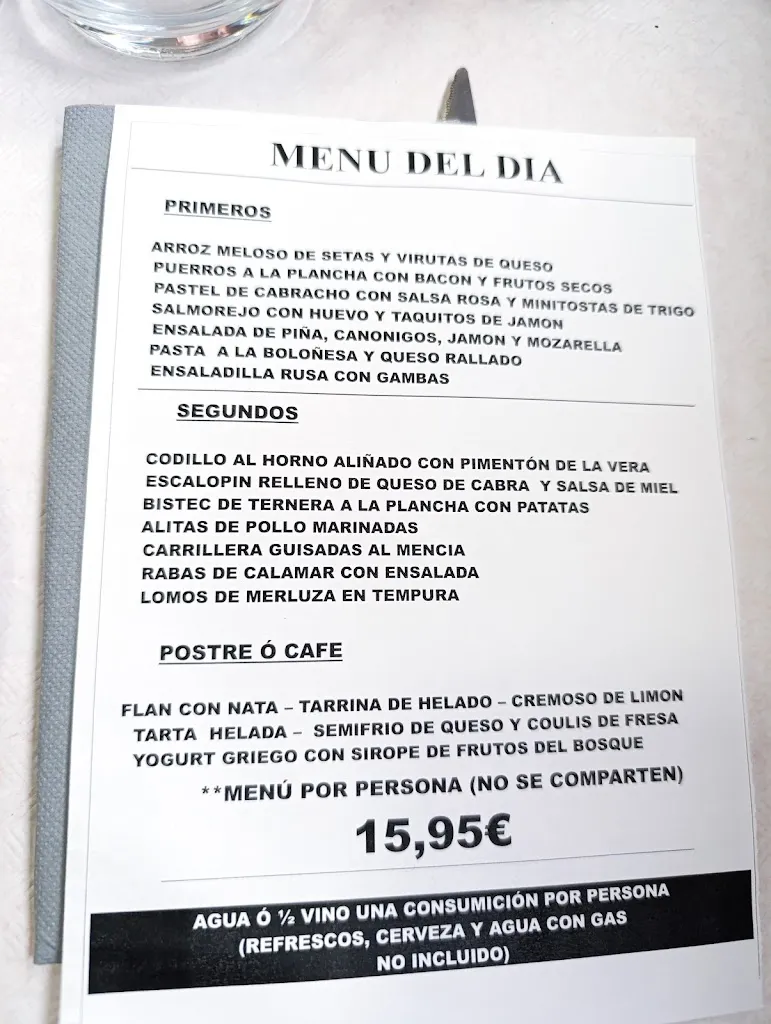 MENU DEL DIA
PRIMEROS
ARROZ MELOSO DE SETAS Y VIRUTAS DE QUESO
PUERROS A LA PLANCHA CON BACON Y FRUTOS SECOS
PASTEL DE CABRACHO CON SALSA ROSA Y MINITOSTAS DE TRIGO
SALMOREJO CON HUEVO Y TAQUITOS DE JAMON
ENSALADA DE PIÑA, CANONIGOS, JAMON Y MOZARELLA
PASTA A LA BOLOÑESA Y QUESO RALLADO
ENSALADILLA RUSA CON GAMBAS
SEGUNDOS
CODILLO AL HORNO ALIÑADO CON PIMENTÓN DE LA VERA
ESCALOPIN RELLENO DE QUESO DE CABRA Y SALSA DE MIEL
BISTEC DE TERNERA A LA PLANCHA CON PATATAS
ALITAS DE POLLO MARINADAS
CARRILLERA GUISADAS AL MENCIA
RABAS DE CALAMAR CON ENSALADA
LOMOS DE MERLUZA EN TEMPURA
POSTRE Ó CAFE
FLAN CON NATA – TARRINA DE HELADO – CREMOSO DE LIMON
TARTA HELADA – SEMIFRIO DE QUESO Y COULIS DE FRESA
YOGURT GRIEGO CON SIROPE DE FRUTOS DEL BOSQUE
**MENÚ POR PERSONA (NO SE COMPARTEN)
15,95€
AGUA Ó ½ VINO UNA CONSUMICIÓN POR PERSONA
(REFRESCOS, CERVEZA Y AGUA CON GAS
NO INCLUIDO)